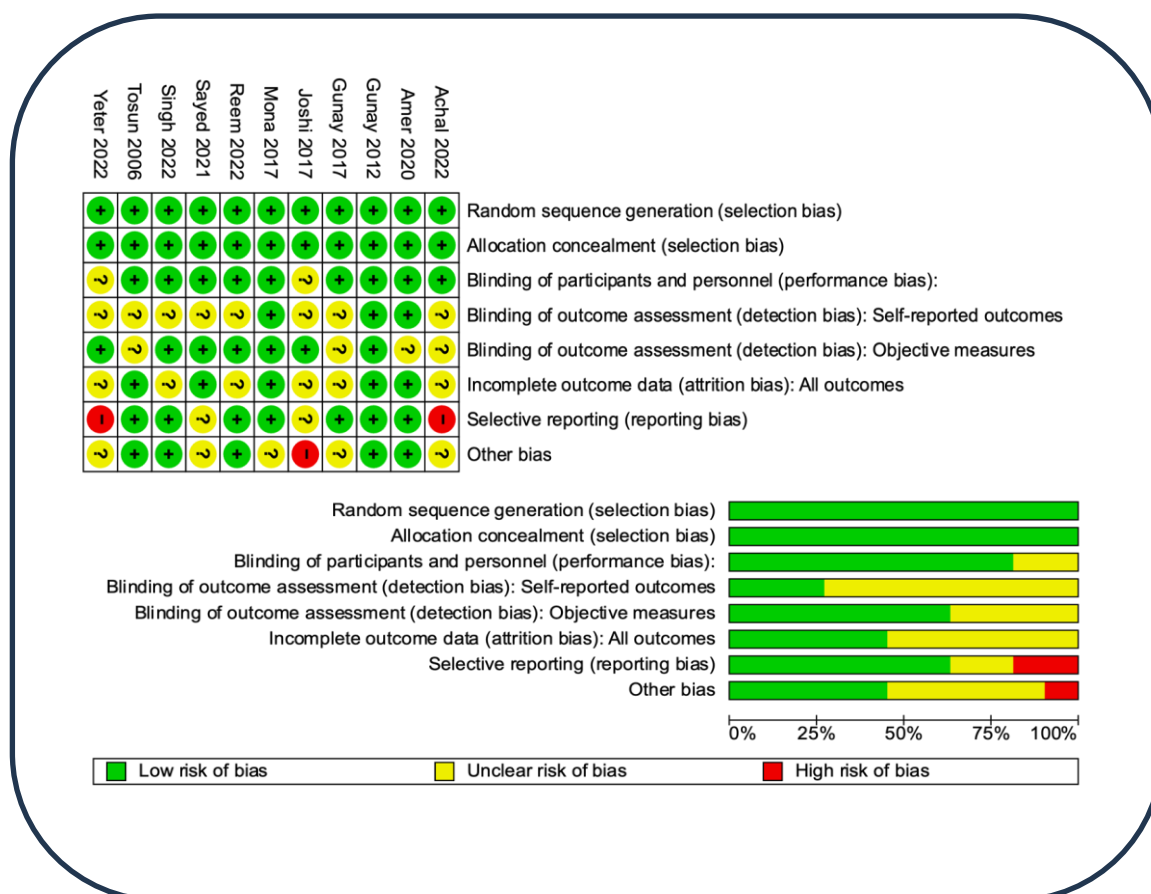 Yeter 2022
Tosun 2006
Singh 2022
Sayed 2021
Reem 2022
Mona 2017
Joshi 2017
Gunay 2017
Gunay 2012
Amer 2020
Achal 2022
+ + + + + + + + + + + Random sequence generation (selection bias)
+ + + + + + + + + + + Allocation concealment (selection bias)
? + + + + + ? + + + + Blinding of participants and personnel (performance bias):
? ? ? ? ? + ? ? + + ? Blinding of outcome assessment (detection bias): Self-reported outcomes
+ ? + + + + + ? + ? ? Blinding of outcome assessment (detection bias): Objective measures
? + ? + ? + ? ? + + ? Incomplete outcome data (attrition bias): All outcomes
– + + ? + + ? + + + – Selective reporting (reporting bias)
? + + ? + ? – ? + + ? Other bias
Random sequence generation (selection bias)
Allocation concealment (selection bias)
Blinding of participants and personnel (performance bias):
Blinding of outcome assessment (detection bias): Self-reported outcomes
Blinding of outcome assessment (detection bias): Objective measures
Incomplete outcome data (attrition bias): All outcomes
Selective reporting (reporting bias)
Other bias
0% 25% 50% 75% 100%
Low risk of bias Unclear risk of bias High risk of bias